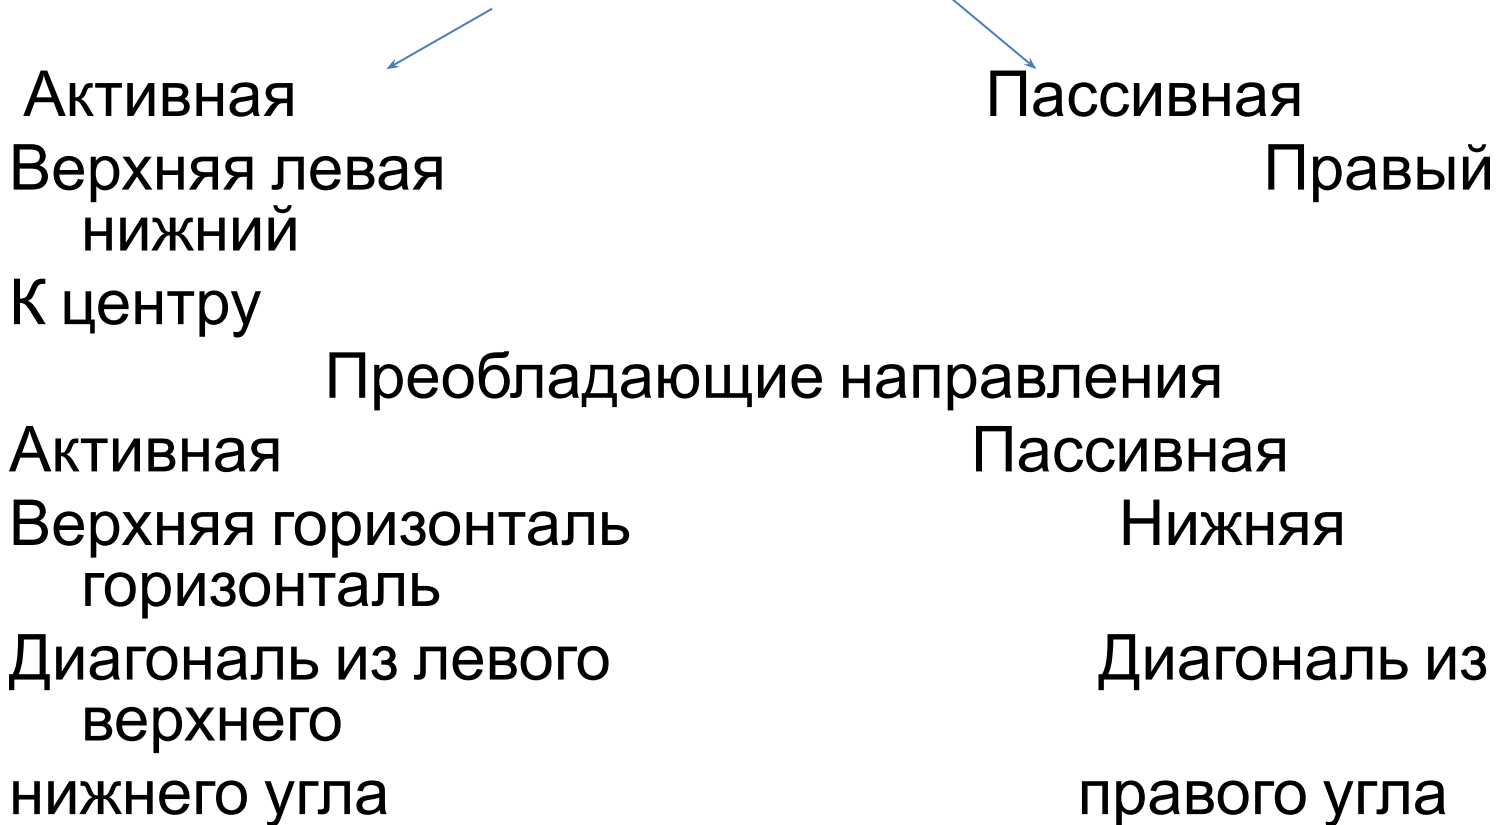 Активная Пассивная
Верхняя левая Правый
нижний
К центру
Преобладающие направления
Активная Пассивная
Верхняя горизонталь Нижняя
горизонталь
Диагональ из левого Диагональ из
верхнего
нижнего угла правого угла